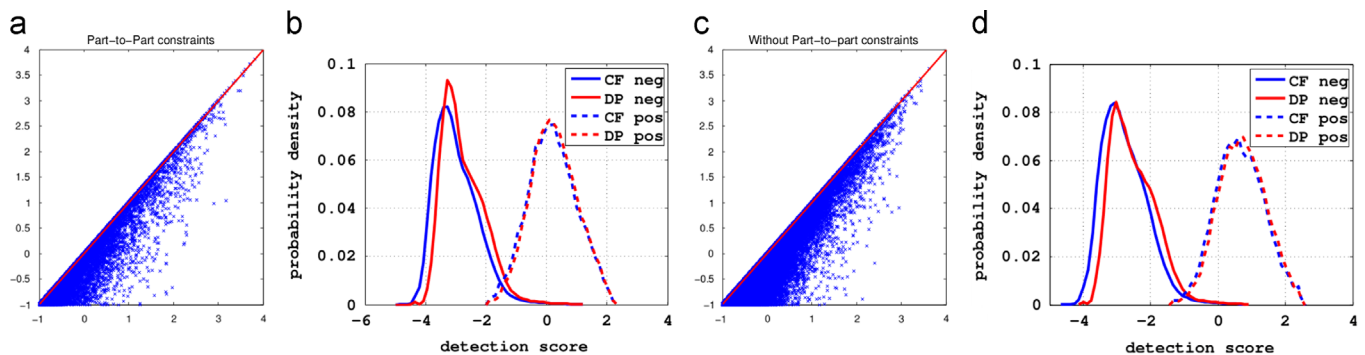 a
Part-to-Part constraints
4
3.5
3
2.5
2
1.5
1
0.5
0
-0.5
-1
-1 0 1 2 3 4
b
probability density
0.1
0.08
0.06
0.04
0.02
0
-6 -4 -2 0 2 4
detection score
CF neg
DP neg
CF pos
DP pos
c
Without Part-to-part constraints
4
3.5
3
2.5
2
1.5
1
0.5
0
-0.5
-1
-1 0 1 2 3 4
d
probability density
0.1
0.08
0.06
0.04
0.02
0
-4 -2 0 2 4
detection score
CF neg
DP neg
CF pos
DP pos